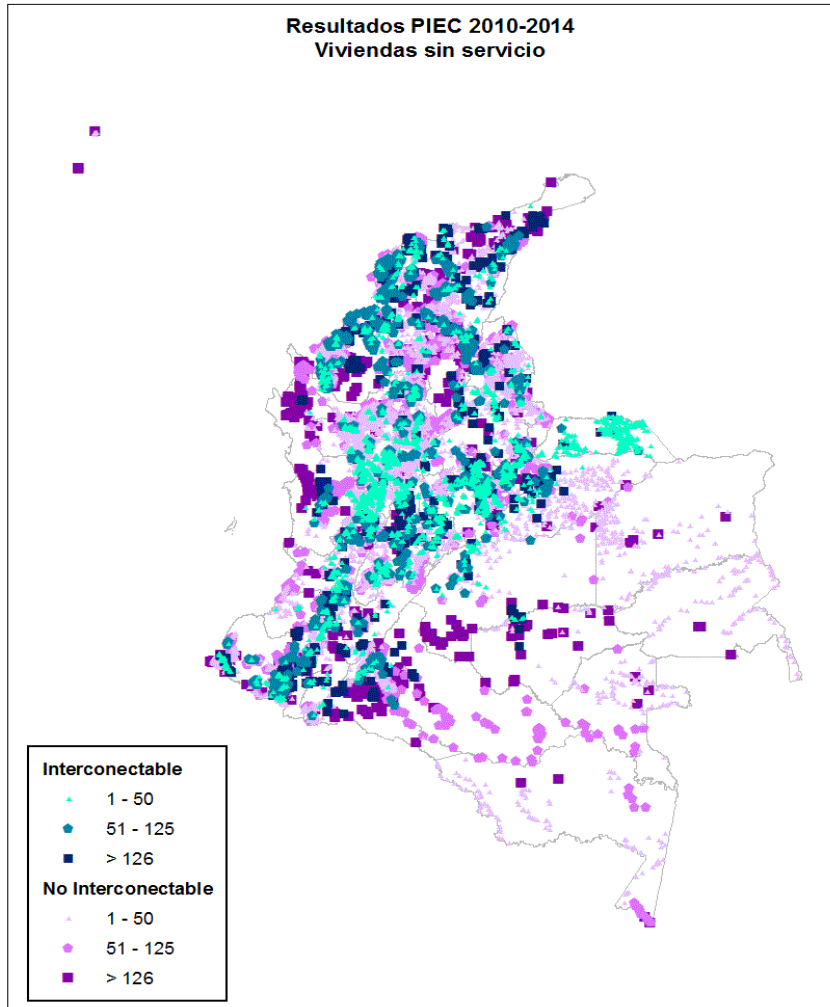 Resultados PIEC 2010-2014
Viviendas sin servicio
Interconectable
1 - 50
51 - 125
> 126
No Interconectable
1 - 50
51 - 125
> 126